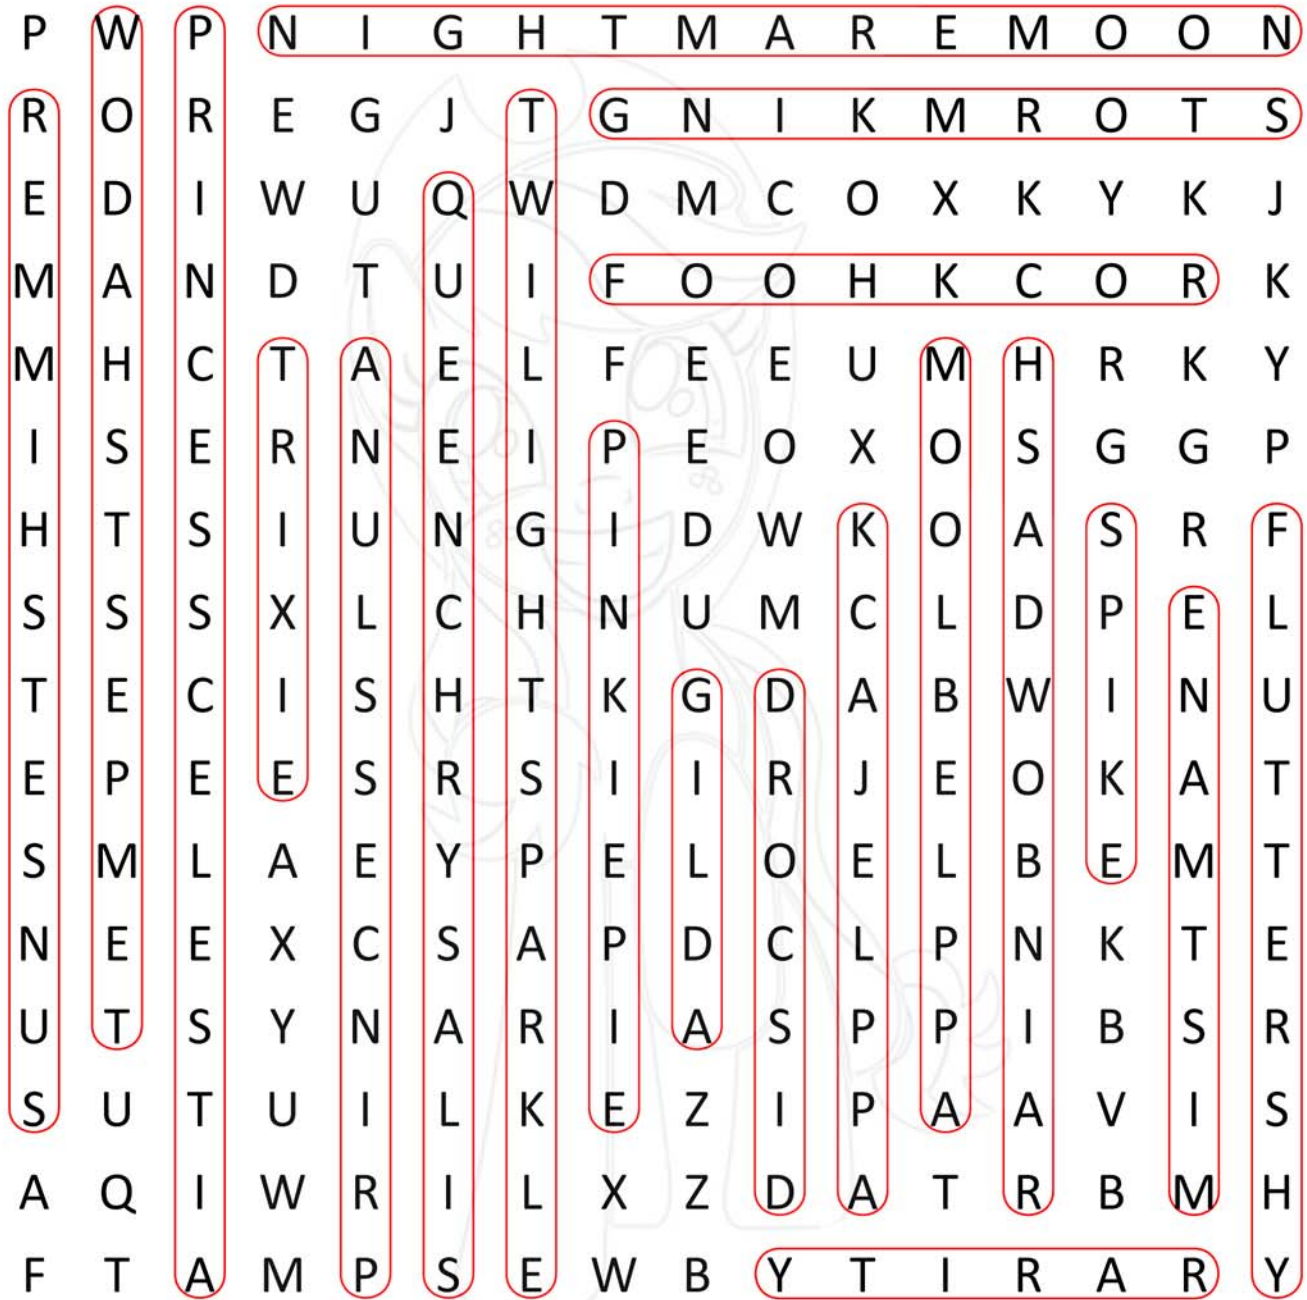 P W P N I G H T M A R E M O O N
R O R E G J T G N I K M R O T S
E D I W U Q W D M C O X K Y K J
M A N D T U I F O O H K C O R K
M H C T A E L F E E U M H R K Y
I S E R N E I P E O X O S G G P
H T S I U N G I D W K O A S R F
S S S X L C H N U M C L D P E L
T E C I S H T K G D A B W I N U
E P E E S R S I I R J E O K A T
S M L A E Y P E L O E L B E M T
N E E X C S A P D C L P N K T E
U T S Y N A R I A S P P I B S R
S U T U I L K E Z I P A A V I S
A Q I W R I L X Z D A T R B M H
F T A M P S E W B Y T I R A R Y